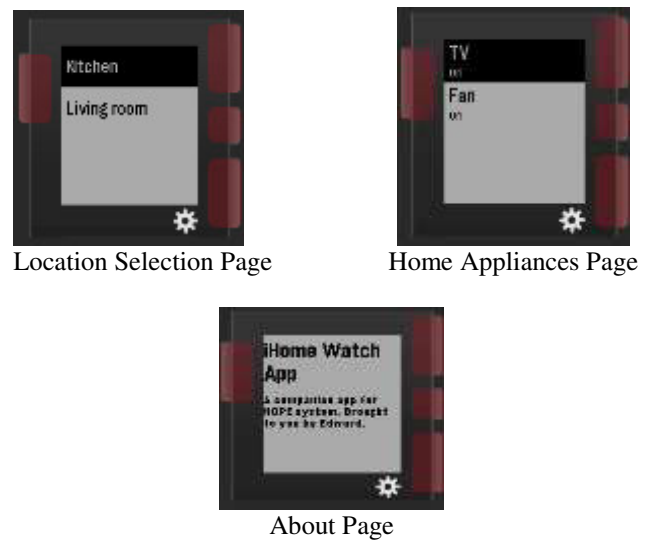 Kitchen
Living room
Location Selection Page
TV
on
Fan
on
Home Appliances Page
iHome Watch
App
A companion app for
HOPE system. Brought
to you by Edward.
About Page